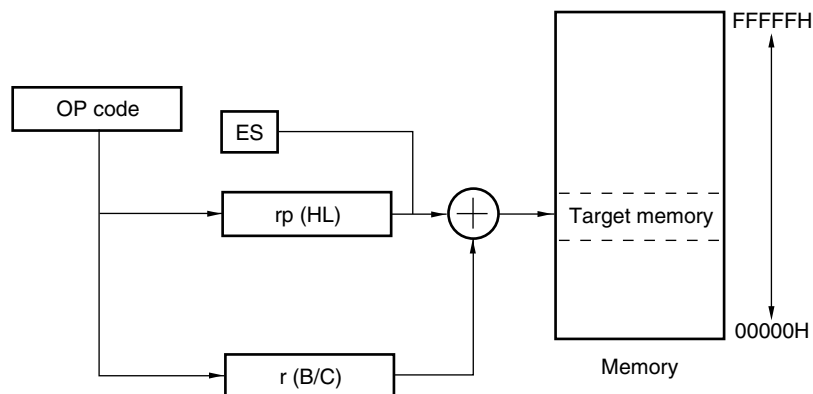 FFFFFH
OP code
ES
rp (HL)
Target memory
00000H
r (B/C)
Memory